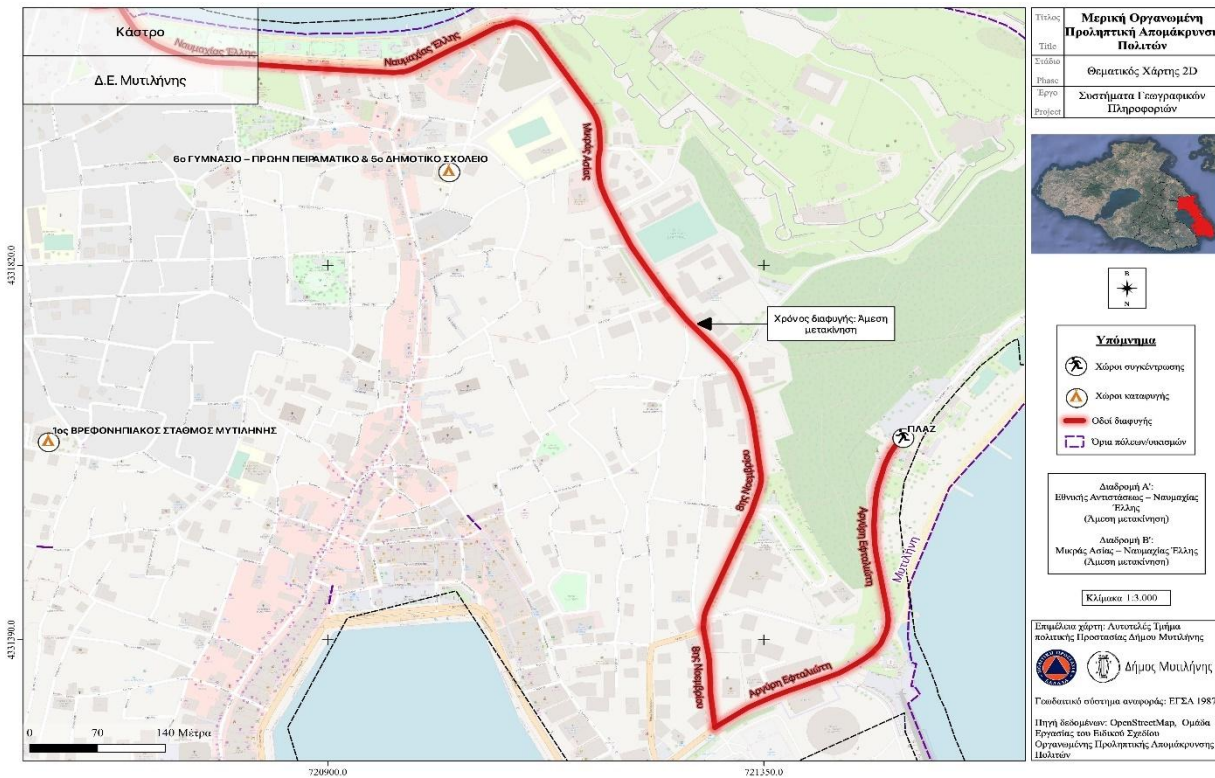 Κάστρο
Δ.Ε. Μυτιλήνης
Ναυμαχίας Έλλης
Ναυμαχίας Έλλης
Μικράς Ασίας
6ο ΓΥΜΝΑΣΙΟ – ΠΡΩΗΝ ΠΕΙΡΑΜΑΤΙΚΟ & 5ο ΔΗΜΟΤΙΚΟ ΣΧΟΛΕΙΟ
Χρόνος διαφυγής: Άμεση
μετακίνηση
1ος ΒΡΕΦΟΝΗΠΙΑΚΟΣ ΣΤΑΘΜΟΣ ΜΥΤΙΛΗΝΗΣ
ΠΛΑΖ
8ης Νοεμβρίου
Αργύρη Εφταλιώτη
Μυτιλήνη
8ης Νοεμβρίου
Αργύρη Εφταλιώτη
4331820.0
4331390.0
0 70 140 Μέτρα
720900.0
721350.0
Τίτλος
Title
Μερική Οργανωμένη
Προληπτική Απομάκρυνση
Πολιτών
Στάδιο
Phase
Θεματικός Χάρτης 2D
Έργο
Project
Συστήματα Γεωγραφικών
Πληροφοριών
Β
Ν
Υπόμνημα
Χώροι συγκέντρωσης
Χώροι καταφυγής
Οδοί διαφυγής
Όρια πόλεων/οικισμών
Διαδρομή Α':
Εθνικής Αντιστάσεως – Ναυμαχίας
Έλλης
(Άμεση μετακίνηση)
Διαδρομή Β':
Μικράς Ασίας – Ναυμαχίας Έλλης
(Άμεση μετακίνηση)
Κλίμακα 1:3.000
Επιμέλεια χάρτη: Αυτοτελές Τμήμα
πολιτικής Προστασίας Δήμου Μυτιλήνης
Δήμος Μυτιλήνης
Γεωδαιτικό σύστημα αναφοράς: ΕΓΣΑ 1987
Πηγή δεδομένων: OpenStreetMap, Ομάδα
Εργασίας του Ειδικού Σχεδίου
Οργανωμένης Προληπτικής Απομάκρυνσης
Πολιτών